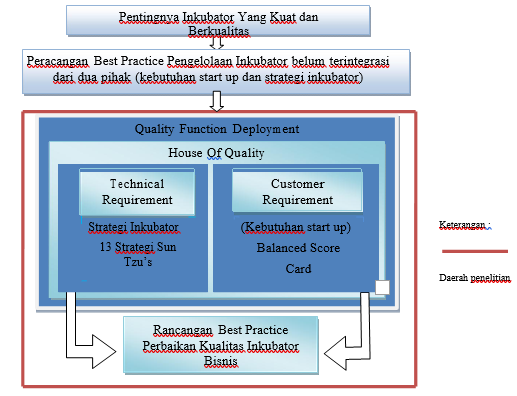 Pentingnya Inkubator Yang Kuat dan
Berkualitas
Peracangan Best Practice Pengelolaan Inkubator belum terintegrasi
dari dua pihak (kebutuhan start up dan strategi inkubator)
Quality Function Deployment
House Of Quality
Technical
Requirement
Strategi Inkubator
13 Strategi Sun
Tzu's
Customer
Requirement
(Kebutuhan start up)
Balanced Score
Card
Keterangan :
Daerah penelitian
Rancangan Best Practice
Perbaikan Kualitas Inkubator
Bisnis